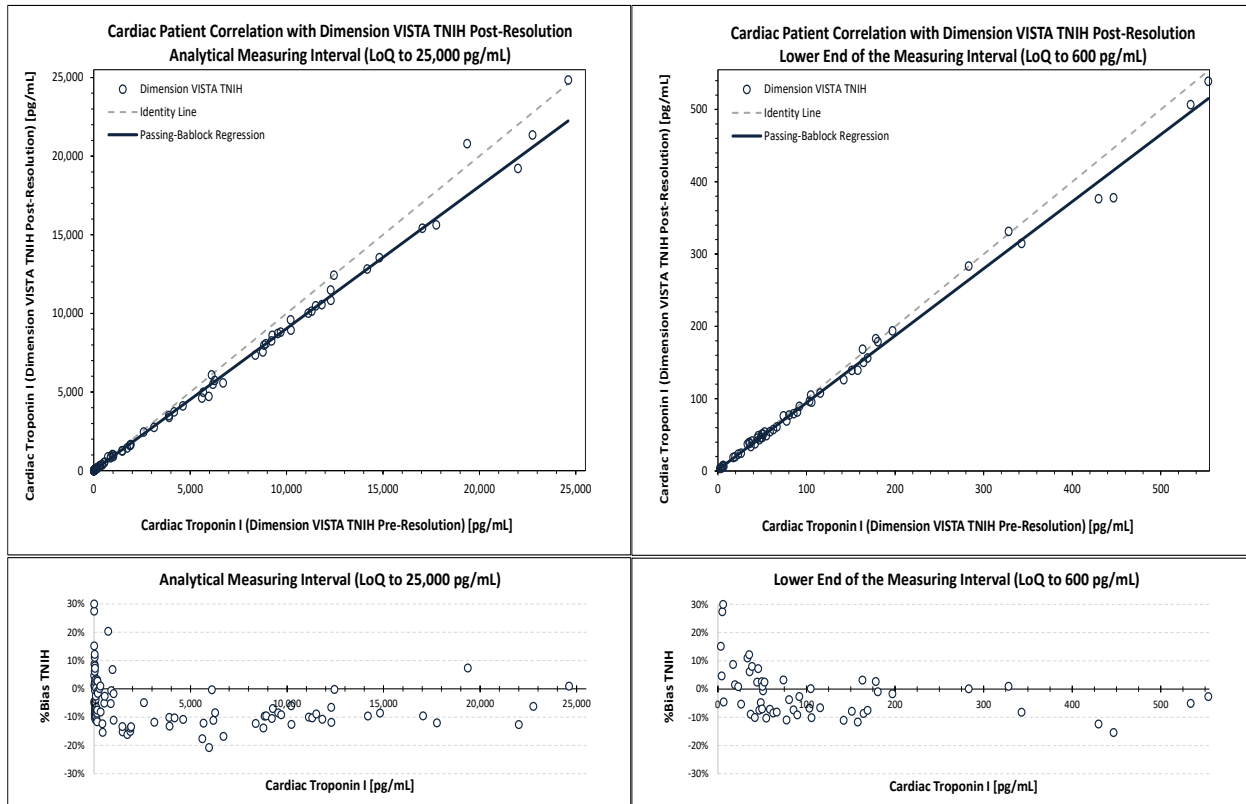 Cardiac Patient Correlation with Dimension VISTA TNIH Post-Resolution
Analytical Measuring Interval (LoQ to 25,000 pg/mL)
25,000
20,000
15,000
10,000
5,000
0
Dimension VISTA TNIH
Identity Line
Passing-Bablock Regression
Cardiac Troponin I (Dimension VISTA TNIH Post-Resolution) [pg/mL]
0 5,000 10,000 15,000 20,000 25,000
Cardiac Troponin I (Dimension VISTA TNIH Pre-Resolution) [pg/mL]
Cardiac Patient Correlation with Dimension VISTA TNIH Post-Resolution
Lower End of the Measuring Interval (LoQ to 600 pg/mL)
500
400
300
200
100
0
Dimension VISTA TNIH
Identity Line
Passing-Bablock Regression
Cardiac Troponin I (Dimension VISTA TNIH Post-Resolution) [pg/mL]
0 100 200 300 400 500
Cardiac Troponin I (Dimension VISTA TNIH Pre-Resolution) [pg/mL]
Analytical Measuring Interval (LoQ to 25,000 pg/mL)
30%
20%
10%
0%
-10%
-20%
-30%
%Bias TNIH
0 5,000 10,000 15,000 20,000 25,000
Cardiac Troponin I [pg/mL]
Lower End of the Measuring Interval (LoQ to 600 pg/mL)
30%
20%
10%
0%
-10%
-20%
-30%
%Bias TNIH
0 100 200 300 400 500
Cardiac Troponin I [pg/mL]